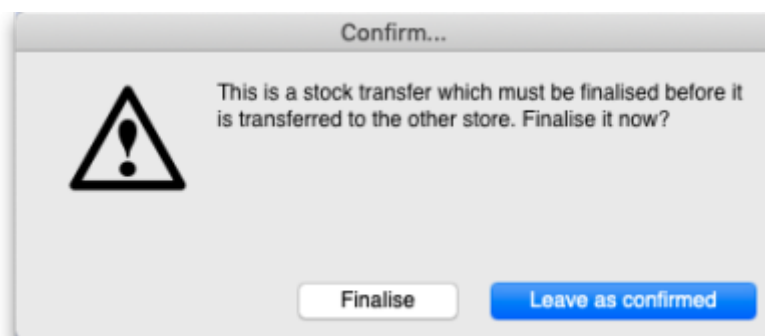 Confirm...
This is a stock transfer which must be finalised before it
is transferred to the other store. Finalise it now?
Finalise
Leave as confirmed